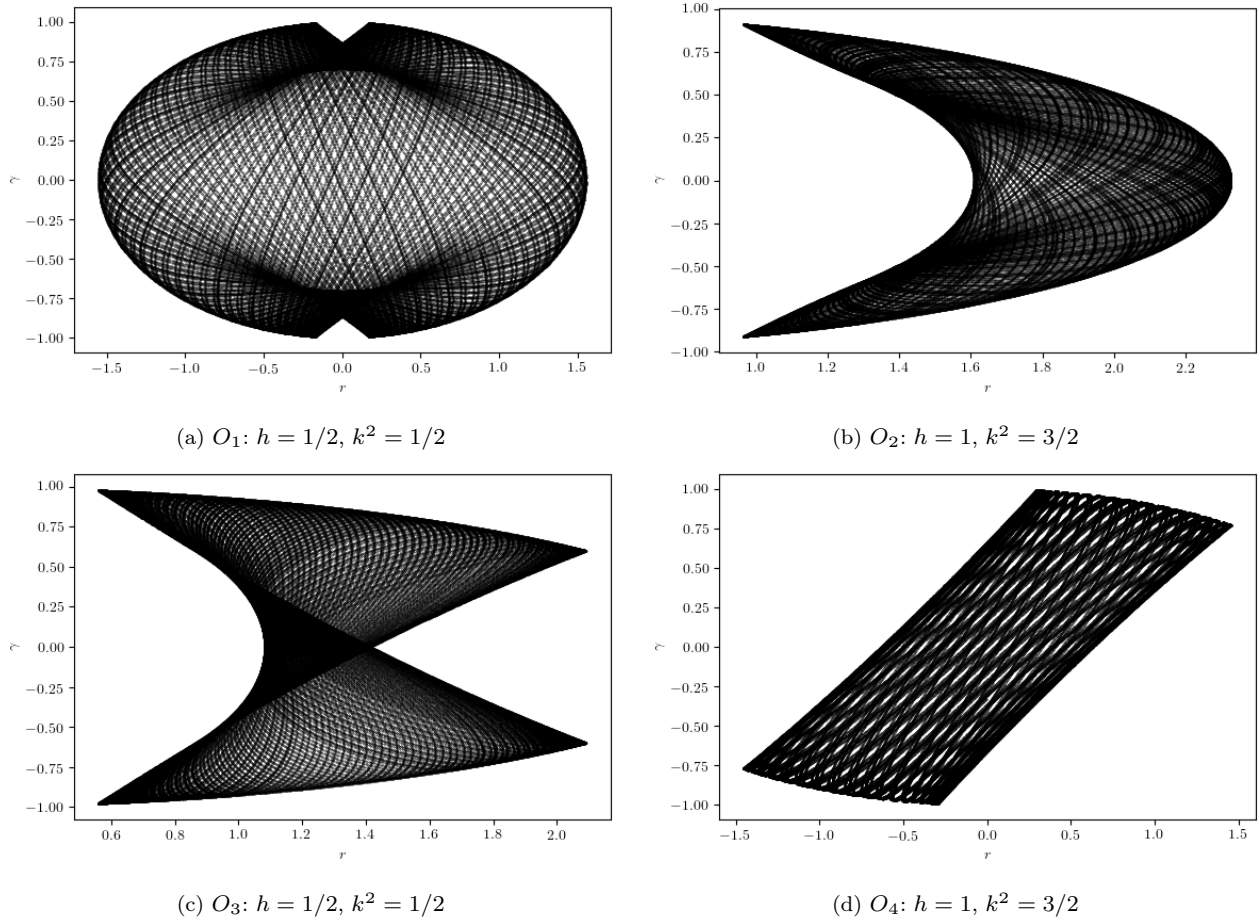 1.00
0.75
0.50
0.25
0.00
−0.25
−0.50
−0.75
−1.00
γ
−1.5 −1.0 −0.5 0.0 0.5 1.0 1.5
r
(a) O₁: h = 1/2, k² = 1/2
1.00
0.75
0.50
0.25
0.00
−0.25
−0.50
−0.75
−1.00
γ
1.0 1.2 1.4 1.6 1.8 2.0 2.2
r
(b) O₂: h = 1, k² = 3/2
1.00
0.75
0.50
0.25
0.00
−0.25
−0.50
−0.75
−1.00
γ
0.6 0.8 1.0 1.2 1.4 1.6 1.8 2.0
r
(c) O₃: h = 1/2, k² = 1/2
1.00
0.75
0.50
0.25
0.00
−0.25
−0.50
−0.75
−1.00
γ
−1.5 −1.0 −0.5 0.0 0.5 1.0 1.5
r
(d) O₄: h = 1, k² = 3/2